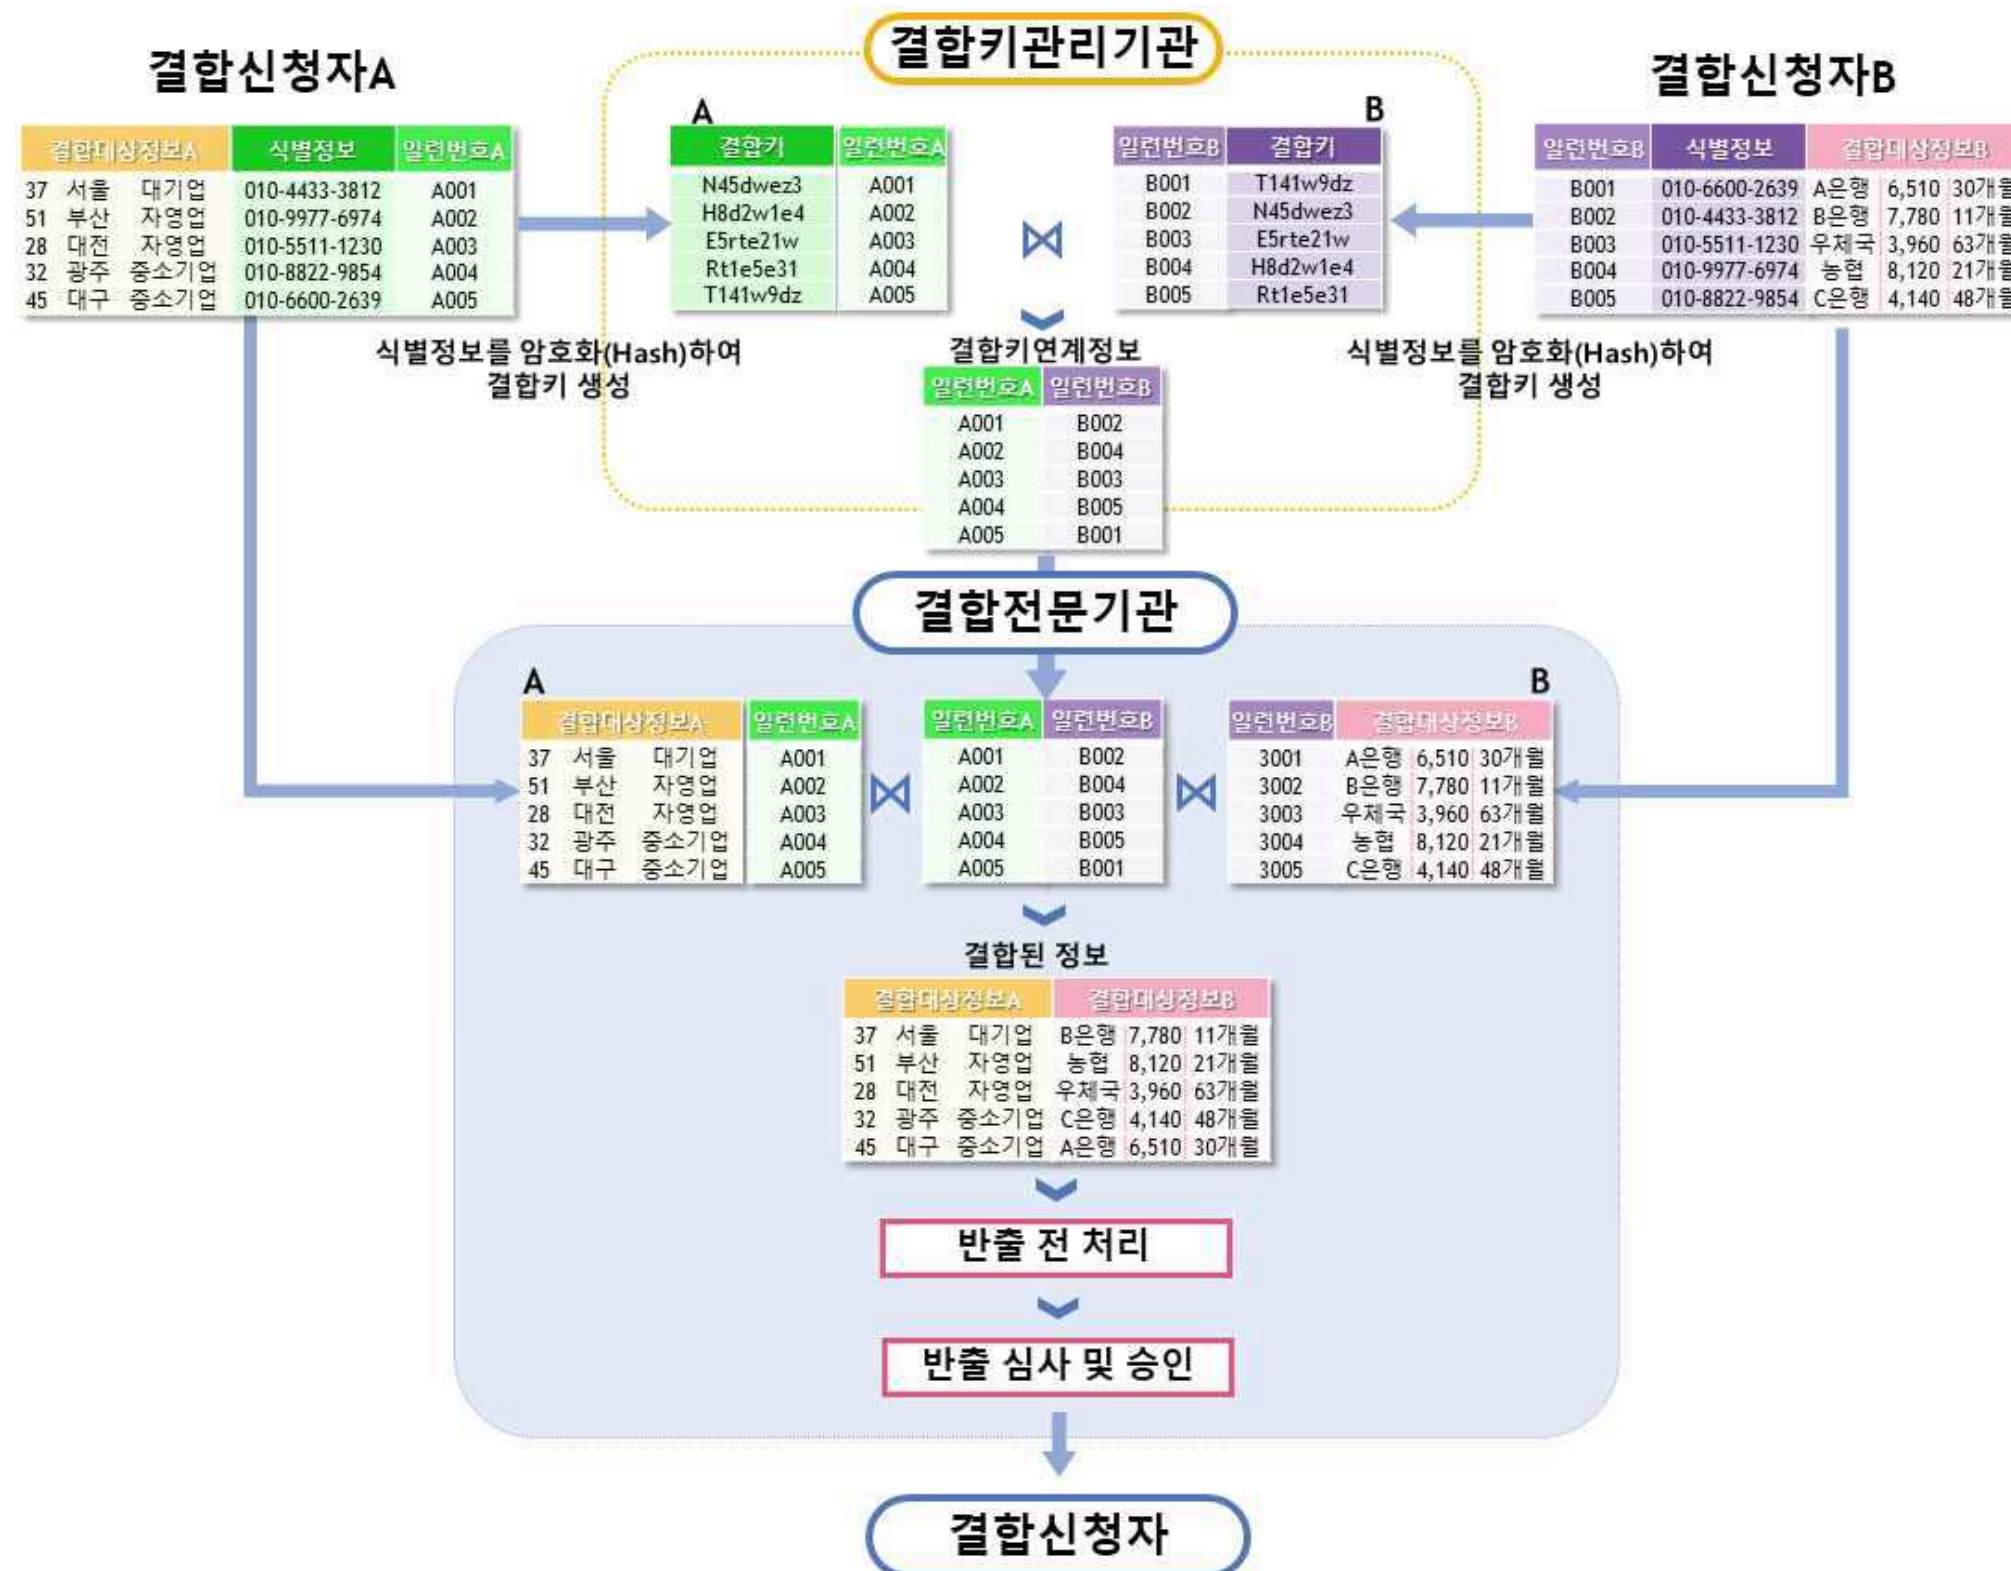 결합키관리기관
결합신청자A
결합신청자B
결합대상정보A 식별정보 일련번호A
37 서울 대기업 010-4433-3812 A001
51 부산 자영업 010-9977-6974 A002
28 대전 자영업 010-5511-1230 A003
32 광주 중소기업 010-8822-9854 A004
45 대구 중소기업 010-6600-2639 A005
A
결합키 일련번호A
N45dwez3 A001
H8d2w1e4 A002
E5rte21w A003
Rt1e5e31 A004
T141w9dz A005
B
일련번호B 결합키
B001 T141w9dz
B002 N45dwez3
B003 E5rte21w
B004 H8d2w1e4
B005 Rt1e5e31
일련번호B 식별정보 결합대상정보B
B001 010-6600-2639 A은행 6,510 30개월
B002 010-4433-3812 B은행 7,780 11개월
B003 010-5511-1230 우체국 3,960 63개월
B004 010-9977-6974 농협 8,120 21개월
B005 010-8822-9854 C은행 4,140 48개월
식별정보를 암호화(Hash)하여
결합키 생성
결합키연계정보
식별정보를 암호화(Hash)하여
결합키 생성
일련번호A 일련번호B
A001 B002
A002 B004
A003 B003
A004 B005
A005 B001
결합전문기관
A
결합대상정보A 일련번호A
37 서울 대기업 A001
51 부산 자영업 A002
28 대전 자영업 A003
32 광주 중소기업 A004
45 대구 중소기업 A005
일련번호A 일련번호B
A001 B002
A002 B004
A003 B003
A004 B005
A005 B001
B
일련번호B 결합대상정보B
3001 A은행 6,510 30개월
3002 B은행 7,780 11개월
3003 우체국 3,960 63개월
3004 농협 8,120 21개월
3005 C은행 4,140 48개월
결합된 정보
결합대상정보A 결합대상정보B
37 서울 대기업 B은행 7,780 11개월
51 부산 자영업 농협 8,120 21개월
28 대전 자영업 우체국 3,960 63개월
32 광주 중소기업 C은행 4,140 48개월
45 대구 중소기업 A은행 6,510 30개월
반출 전 처리
반출 심사 및 승인
결합신청자